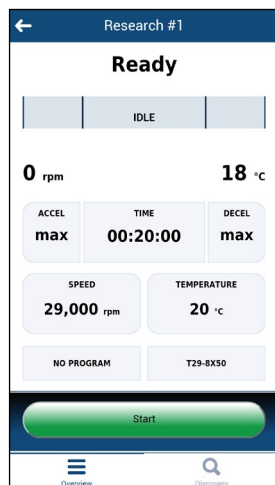 Research #1
Ready
IDLE
0 rpm 18 °C
ACCEL TIME DECEL
max 00:20:00 max
SPEED TEMPERATURE
29,000 rpm 20 °C
NO PROGRAM T29-8X50
Start
Overview Discovery